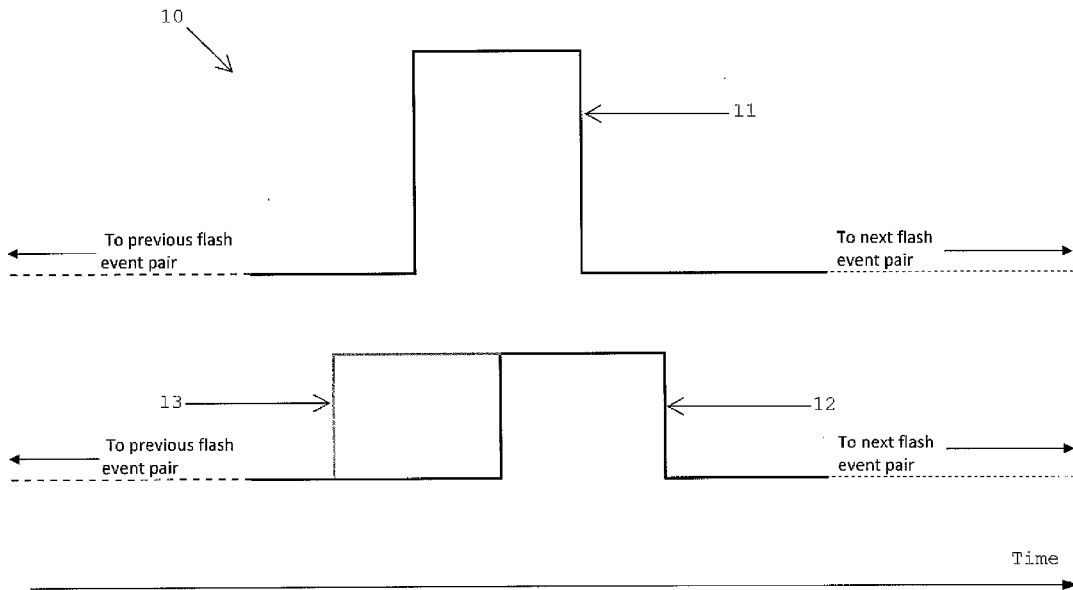 10
11
To previous flash
event pair
To next flash
event pair
13
12
To previous flash
event pair
To next flash
event pair
Time